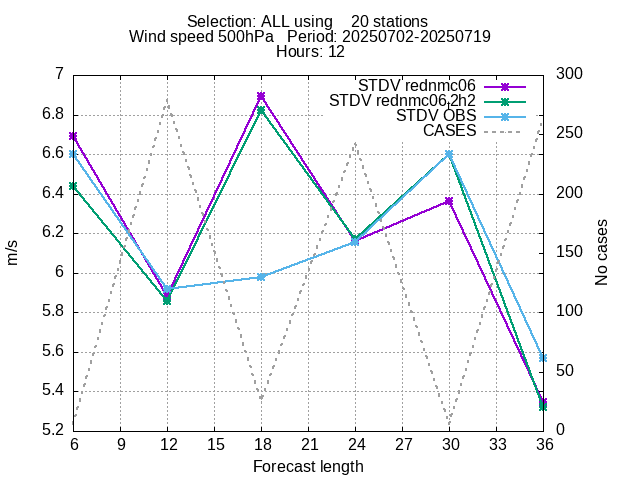 Selection: ALL using    20 stations
Wind speed 500hPa   Period: 20250702-20250719
Hours: 12
STDV rednmc06
STDV rednmc06,2h2
STDV OBS
CASES
7
6.8
6.6
6.4
6.2
6
5.8
5.6
5.4
5.2
300
250
200
150
100
50
0
m/s
No cases
6 9 12 15 18 21 24 27 30 33 36
Forecast length